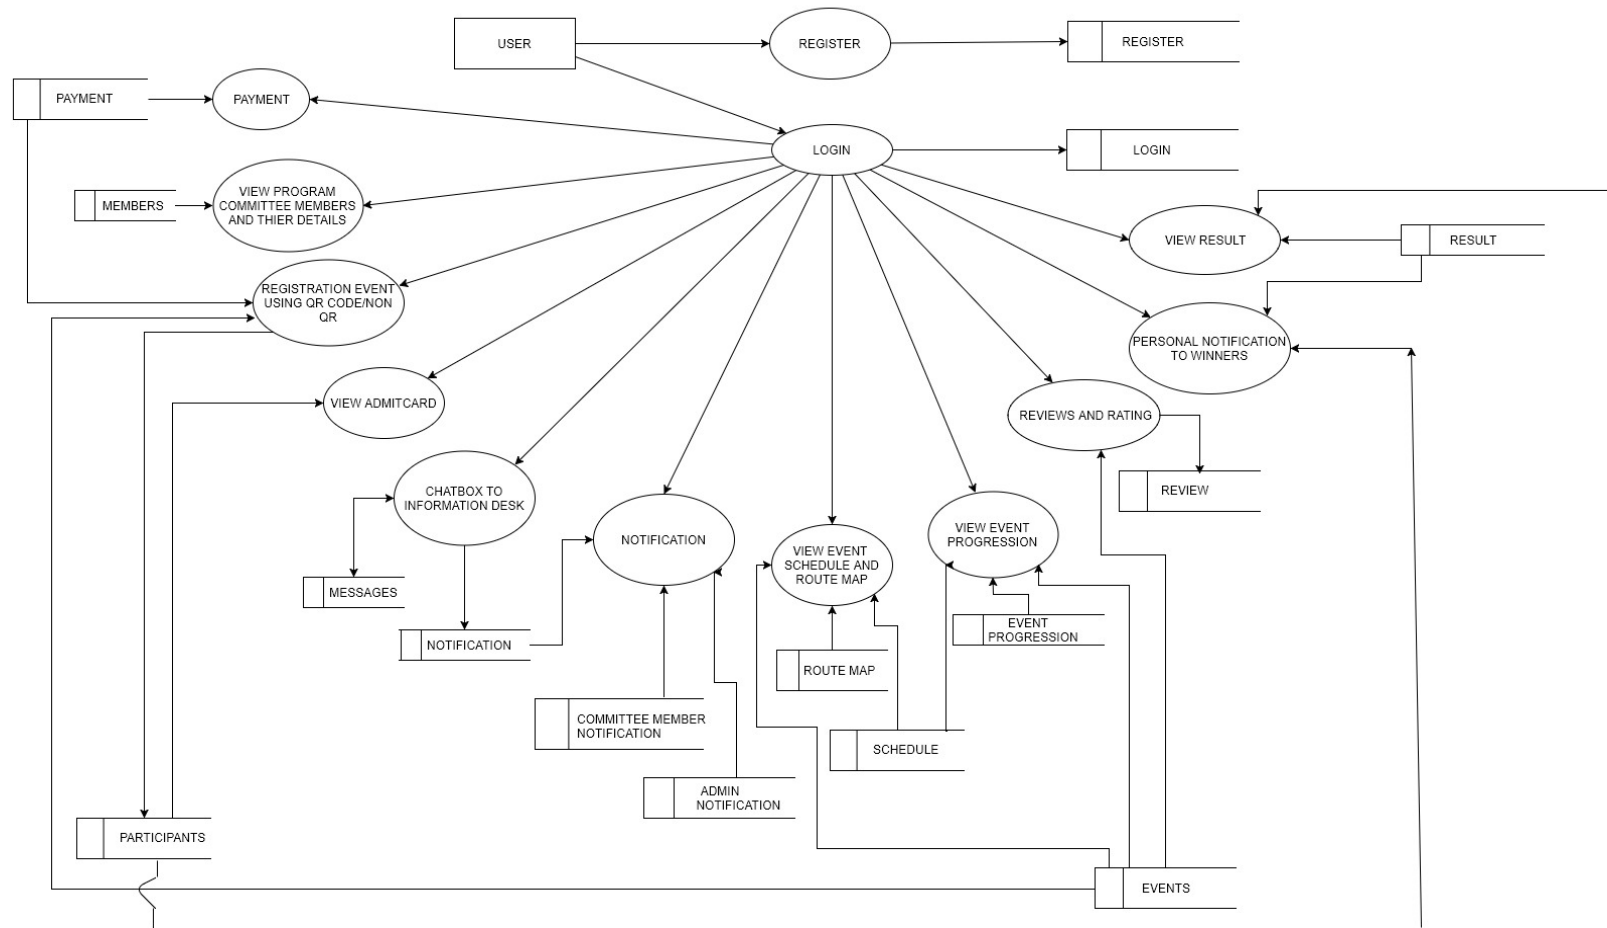 USER
REGISTER
REGISTER
PAYMENT
PAYMENT
LOGIN
LOGIN
MEMBERS
VIEW PROGRAM
COMMITTEE MEMBERS
AND THIER DETAILS
VIEW RESULT
RESULT
REGISTRATION EVENT
USING QR CODE/NON
QR
PERSONAL NOTIFICATION
TO WINNERS
VIEW ADMITCARD
REVIEWS AND RATING
REVIEW
CHATBOX TO
INFORMATION DESK
NOTIFICATION
VIEW EVENT
SCHEDULE AND
ROUTE MAP
VIEW EVENT
PROGRESSION
MESSAGES
NOTIFICATION
EVENT
PROGRESSION
ROUTE MAP
COMMITTEE MEMBER
NOTIFICATION
SCHEDULE
ADMIN
NOTIFICATION
PARTICIPANTS
EVENTS